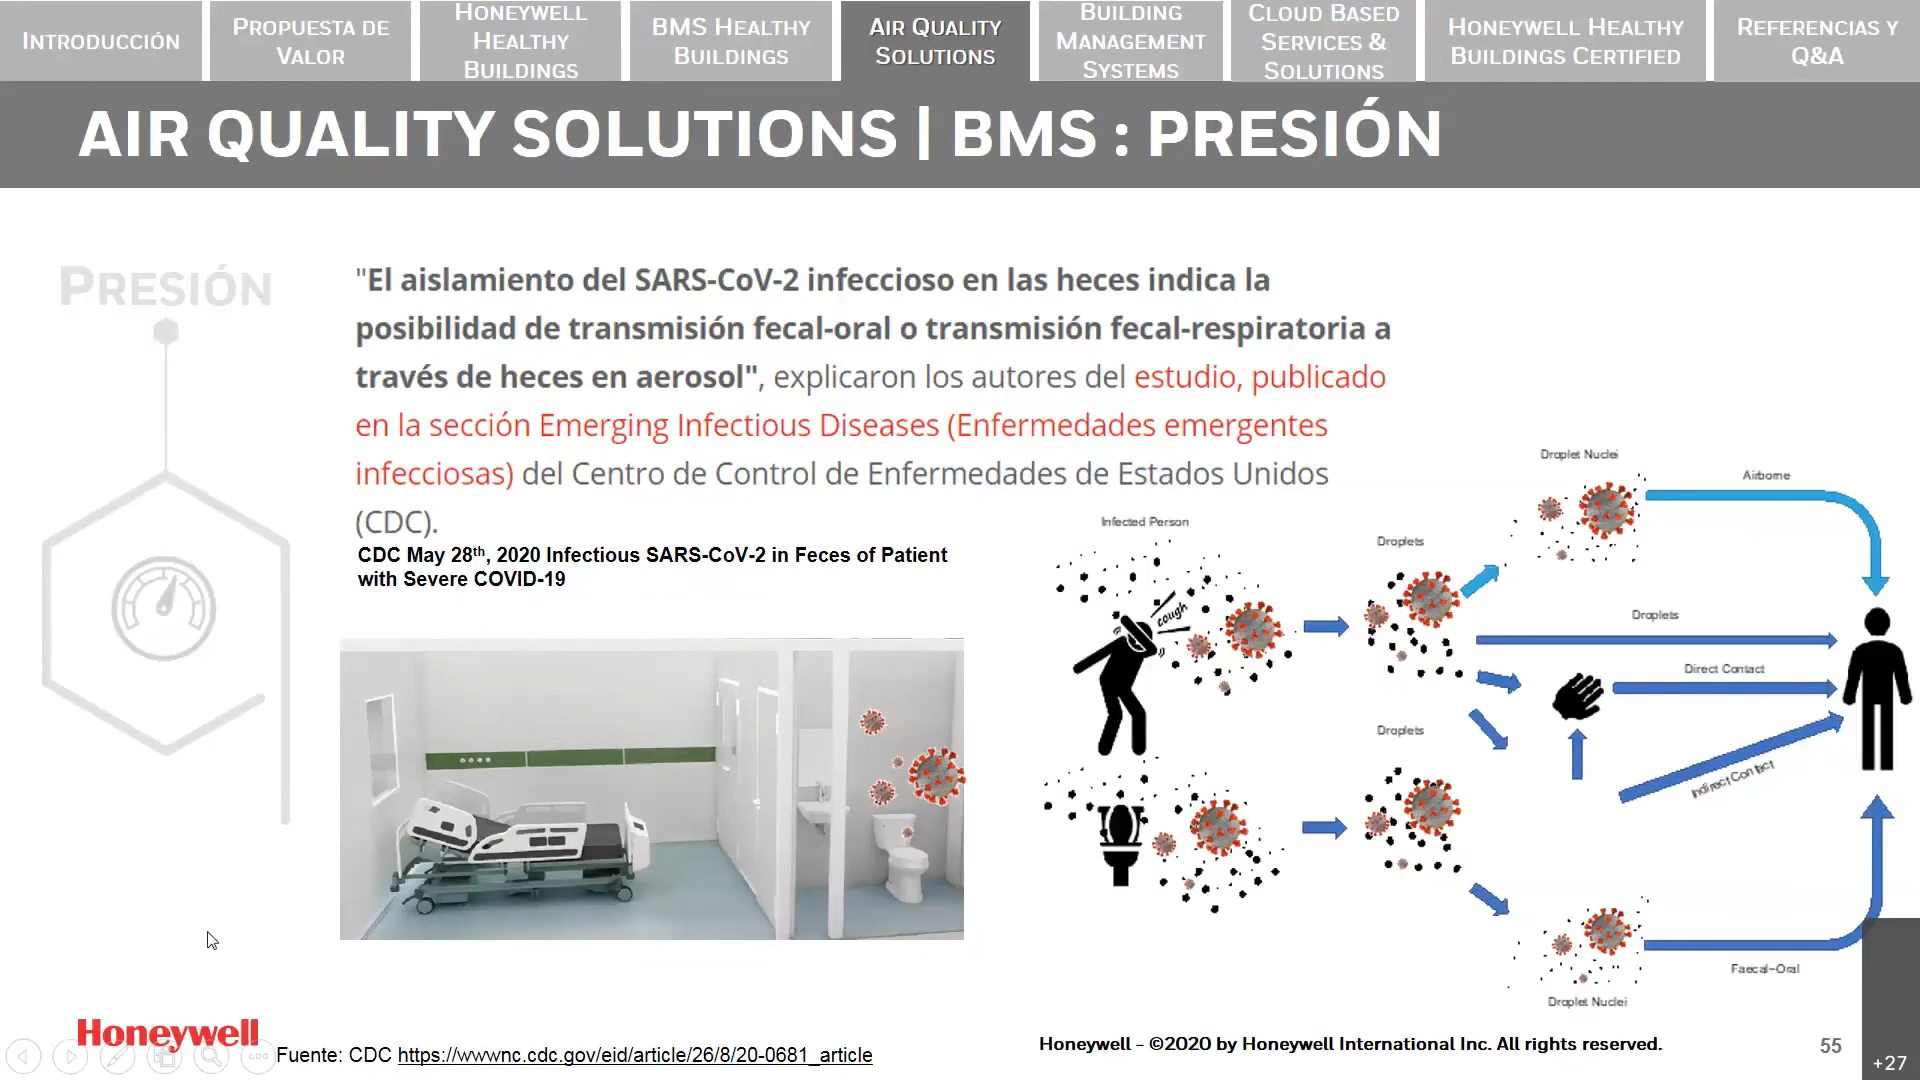 INTRODUCCIÓN
PROPUESTA DE
VALOR
HONEYWELL
HEALTHY
BUILDINGS
BMS HEALTHY
BUILDINGS
AIR QUALITY
SOLUTIONS
BUILDING
MANAGEMENT
SYSTEMS
CLOUD BASED
SERVICES &
SOLUTIONS
HONEYWELL HEALTHY
BUILDINGS CERTIFIED
REFERENCIAS Y
Q&A
AIR QUALITY SOLUTIONS | BMS : PRESIÓN
PRESIÓN
"El aislamiento del SARS-CoV-2 infeccioso en las heces indica la
posibilidad de transmisión fecal-oral o transmisión fecal-respiratoria a
través de heces en aerosol", explicaron los autores del estudio, publicado
en la sección Emerging Infectious Diseases (Enfermedades emergentes
infecciosas) del Centro de Control de Enfermedades de Estados Unidos
(CDC).
CDC May 28th, 2020 Infectious SARS-CoV-2 in Feces of Patient
with Severe COVID-19
Infected Person
cough
Droplets
Droplet Nuclei
Airborne
Droplets
Direct Contact
Indirect Contact
Droplets
Faecal-Oral
Droplet Nuclei
Honeywell
Fuente: CDC https://wwwnc.cdc.gov/eid/article/26/8/20-0681_article
Honeywell - ©2020 by Honeywell International Inc. All rights reserved.
55
+27